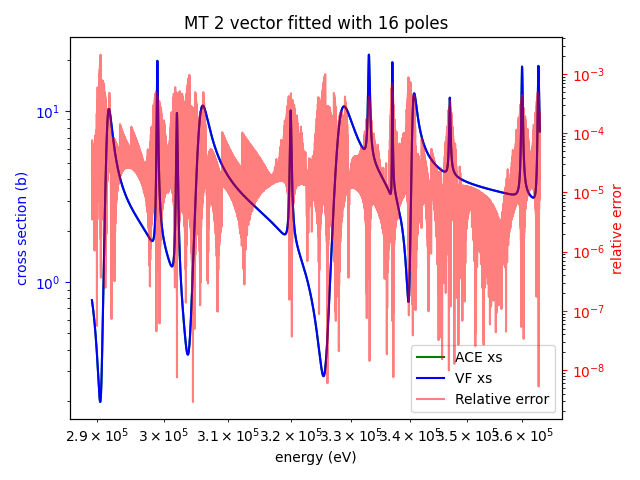 MT 2 vector fitted with 16 poles
10¹
10⁰
cross section (b)
10⁻³
10⁻⁴
10⁻⁵
10⁻⁶
10⁻⁷
10⁻⁸
relative error
ACE xs
VF xs
Relative error
2.9 × 10⁵ 3 × 10⁵ 3.1 × 10⁵ 3.2 × 10⁵ 3.3 × 10⁵ 3.4 × 10⁵ 3.5 × 10⁵ 3.6 × 10⁵
energy (eV)